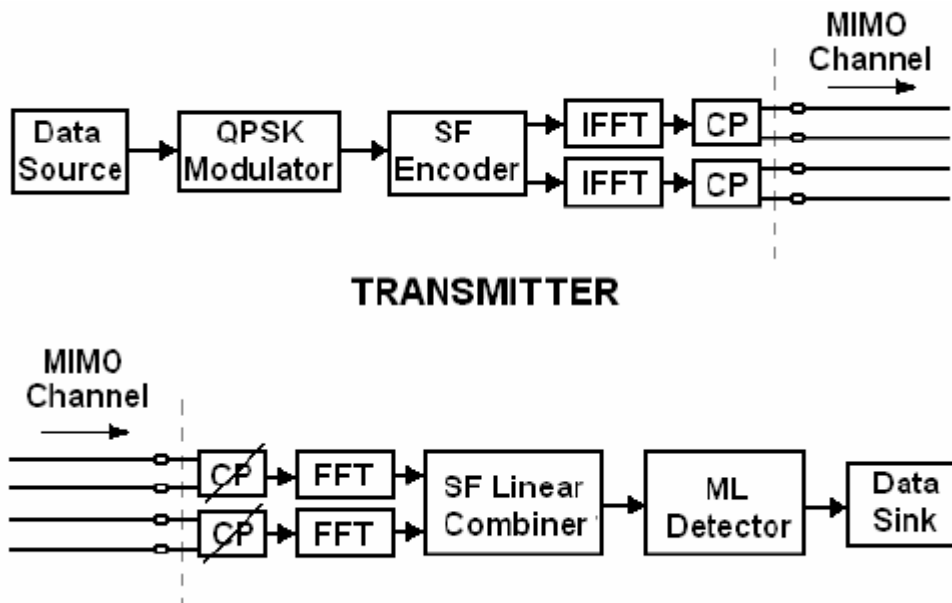 MIMO
Channel
Data
Source
QPSK
Modulator
SF
Encoder
IFFT
CP
IFFT
CP
TRANSMITTER
MIMO
Channel
CP
FFT
CP
FFT
SF Linear
Combiner
ML
Detector
Data
Sink